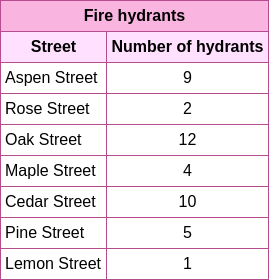 Fire hydrants
Street Number of hydrants
Aspen Street 9
Rose Street 2
Oak Street 12
Maple Street 4
Cedar Street 10
Pine Street 5
Lemon Street 1